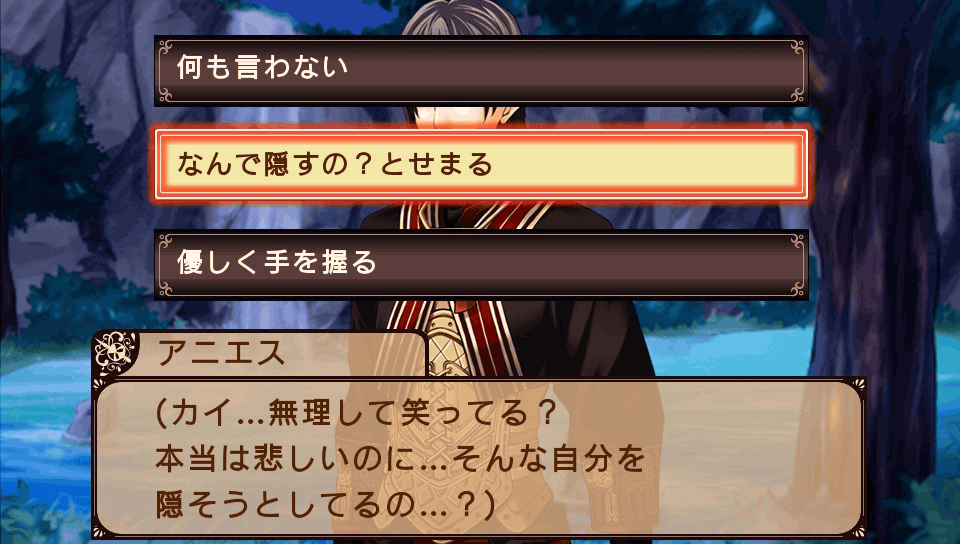 何も言わない
なんで隠すの？とせまる
優しく手を握る
アニエス
(カイ…無理して笑ってる？
本当は悲しいのに…そんな自分を
隠そうとしてるの…？)